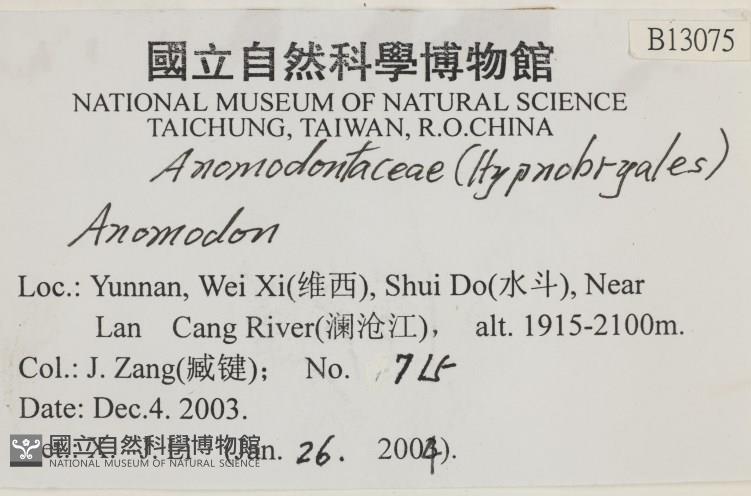 B13075
國立自然科學博物館
NATIONAL MUSEUM OF NATURAL SCIENCE
TAICHUNG, TAIWAN, R.O.CHINA
Anomodontaceae (Hypnobryales)
Anomodon
Loc.: Yunnan, Wei Xi(维西), Shui Do(水斗), Near
Lan Cang River(澜沧江), alt. 1915-2100m.
Col.: J. Zang(臧键); No. 715
Date: Dec.4. 2003.
Det.: X. J. Li (Jan. 26. 2004).
國立自然科學博物館
NATIONAL MUSEUM OF NATURAL SCIENCE